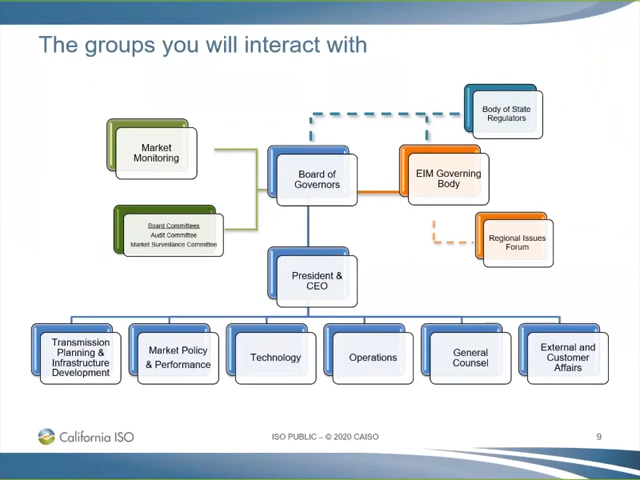 The groups you will interact with
Body of State
Regulators
Market
Monitoring
Board of
Governors
EIM Governing
Body
Board Committees
Audit Committee
Market Surveillance Committee
Regional Issues
Forum
President &
CEO
Transmission
Planning &
Infrastructure
Development
Market Policy
& Performance
Technology
Operations
General
Counsel
External and
Customer
Affairs
California ISO
ISO PUBLIC – © 2020 CAISO
9